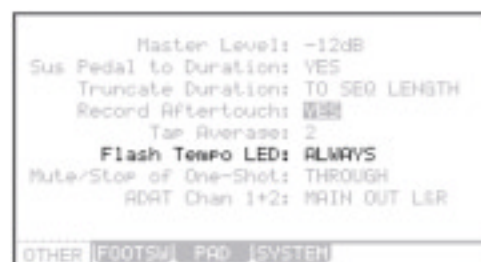 Master Level: -12dB
Sus Pedal to Duration: YES
Truncate Duration: TO SEQ LENGTH
Record Aftertouch: YES
Tap Average: 2
Flash Tempo LED: ALWAYS
Mute/Stop of One-Shot: THROUGH
ADAT Chan 1+2: MAIN OUT L&R
OTHER FOOTSW PAD SYSTEM